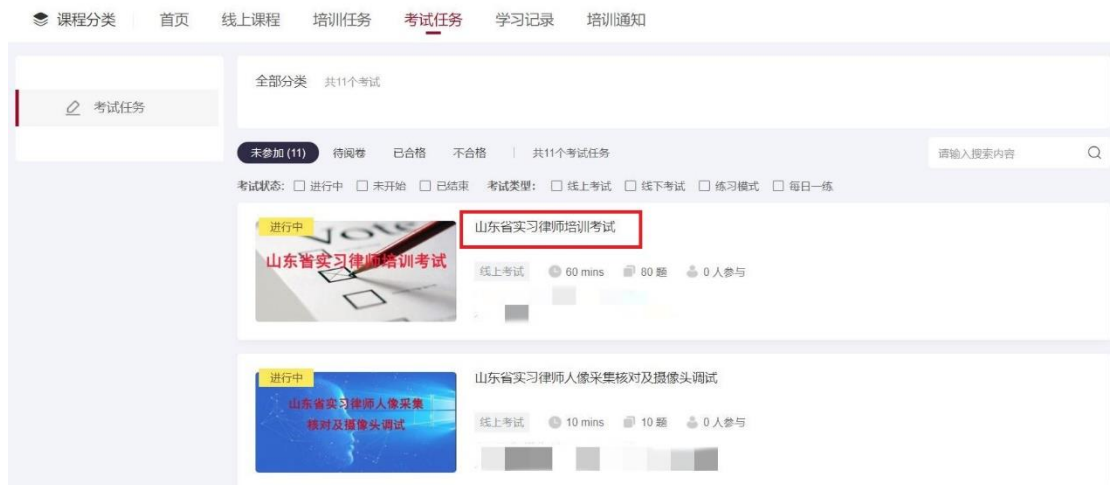 课程分类 首页 线上课程 培训任务 考试任务 学习记录 培训通知
全部分类 共11个考试
考试任务
未参加 (11) 待阅卷 已合格 不合格 共11个考试任务 请输入搜索内容
考试状态: 进行中 未开始 已结束 考试类型: 线上考试 线下考试 练习模式 每日一练
进行中
VOTE
山东省实习律师培训考试
山东省实习律师培训考试
线上考试 60 mins 80 题 0 人参与
进行中
山东省实习律师人像采集
核对及摄像头调试
山东省实习律师人像采集核对及摄像头调试
线上考试 10 mins 10 题 0 人参与